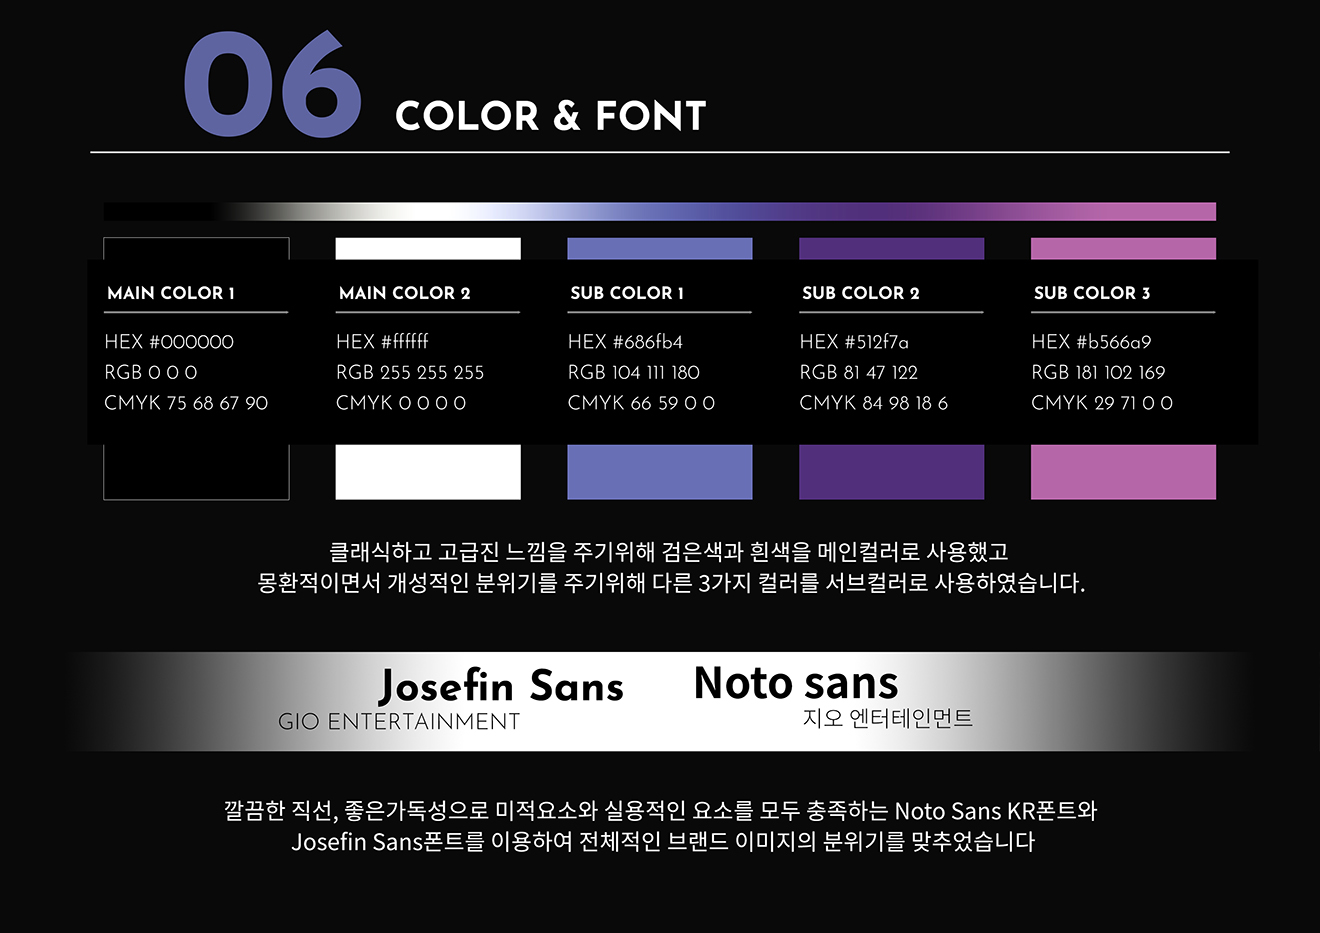 06 COLOR & FONT
MAIN COLOR 1
HEX #000000
RGB 0 0 0
CMYK 75 68 67 90
MAIN COLOR 2
HEX #ffffff
RGB 255 255 255
CMYK 0 0 0 0
SUB COLOR 1
HEX #686fb4
RGB 104 111 180
CMYK 66 59 0 0
SUB COLOR 2
HEX #512f7a
RGB 81 47 122
CMYK 84 98 18 6
SUB COLOR 3
HEX #b566a9
RGB 181 102 169
CMYK 29 71 0 0
클래식하고 고급진 느낌을 주기위해 검은색과 흰색을 메인컬러로 사용했고
몽환적이면서 개성적인 분위기를 주기위해 다른 3가지 컬러를 서브컬러로 사용하였습니다.
Josefin Sans
GIO ENTERTAINMENT
Noto sans
지오 엔터테인먼트
깔끔한 직선, 좋은가독성으로 미적요소와 실용적인 요소를 모두 충족하는 Noto Sans KR폰트와
Josefin Sans폰트를 이용하여 전체적인 브랜드 이미지의 분위기를 맞추었습니다